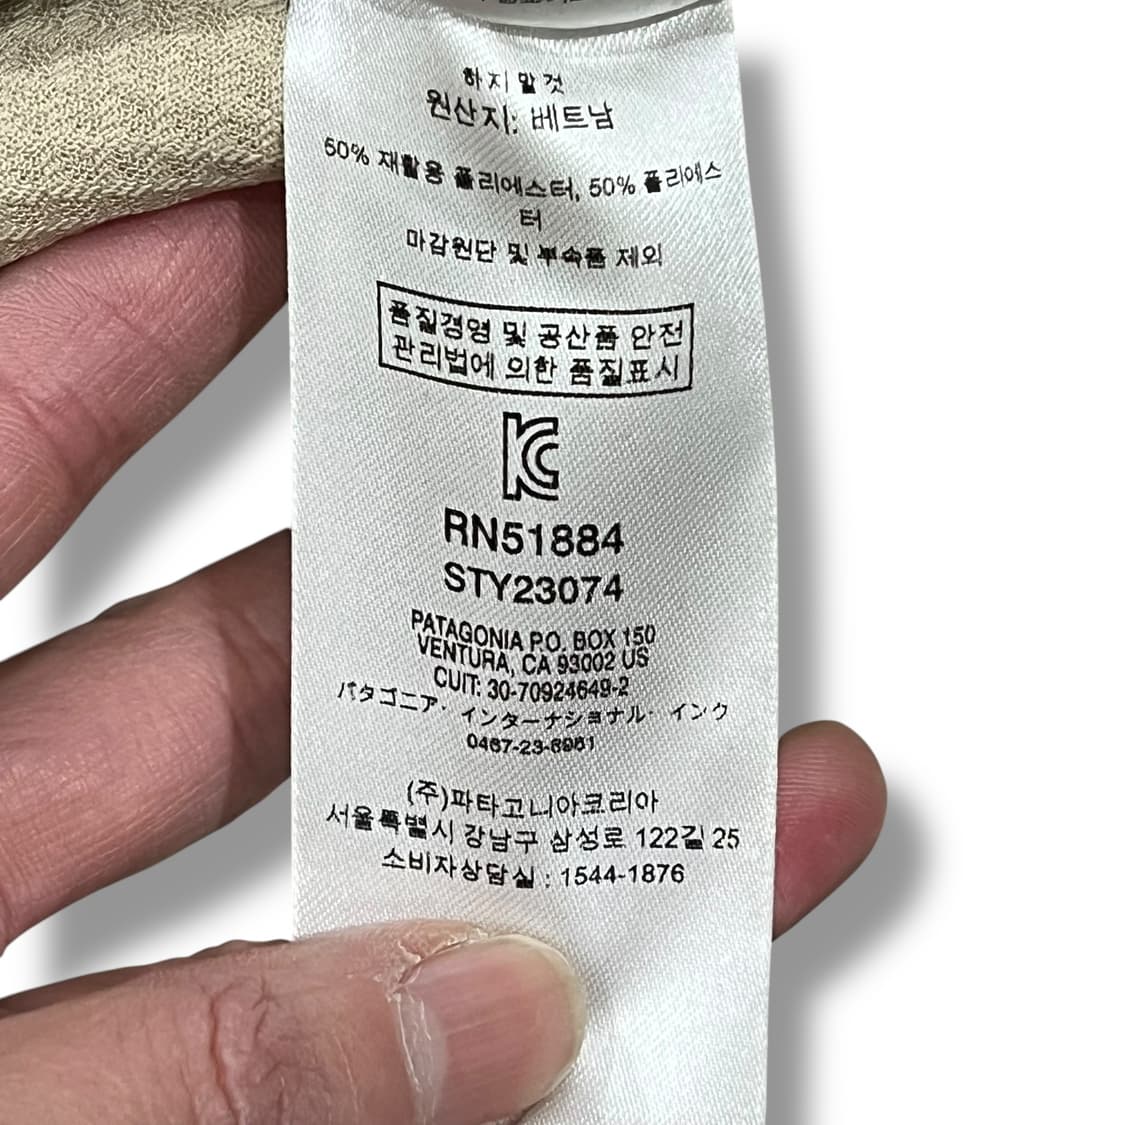 하지 말 것
원산지: 베트남
50% 재활용 폴리에스터, 50% 폴리에스
터
마감원단 및 부속품 제외
품질경영 및 공산품 안전
관리법에 의한 품질표시
KC
RN51884
STY23074
PATAGONIA P.O. BOX 150
VENTURA, CA 93002 US
CUIT: 30-70924649-2
パタゴニア・インターナショナル・インク
0467-23-8961
(주)파타고니아코리아
서울특별시 강남구 삼성로 122길 25
소비자상담실 : 1544-1876